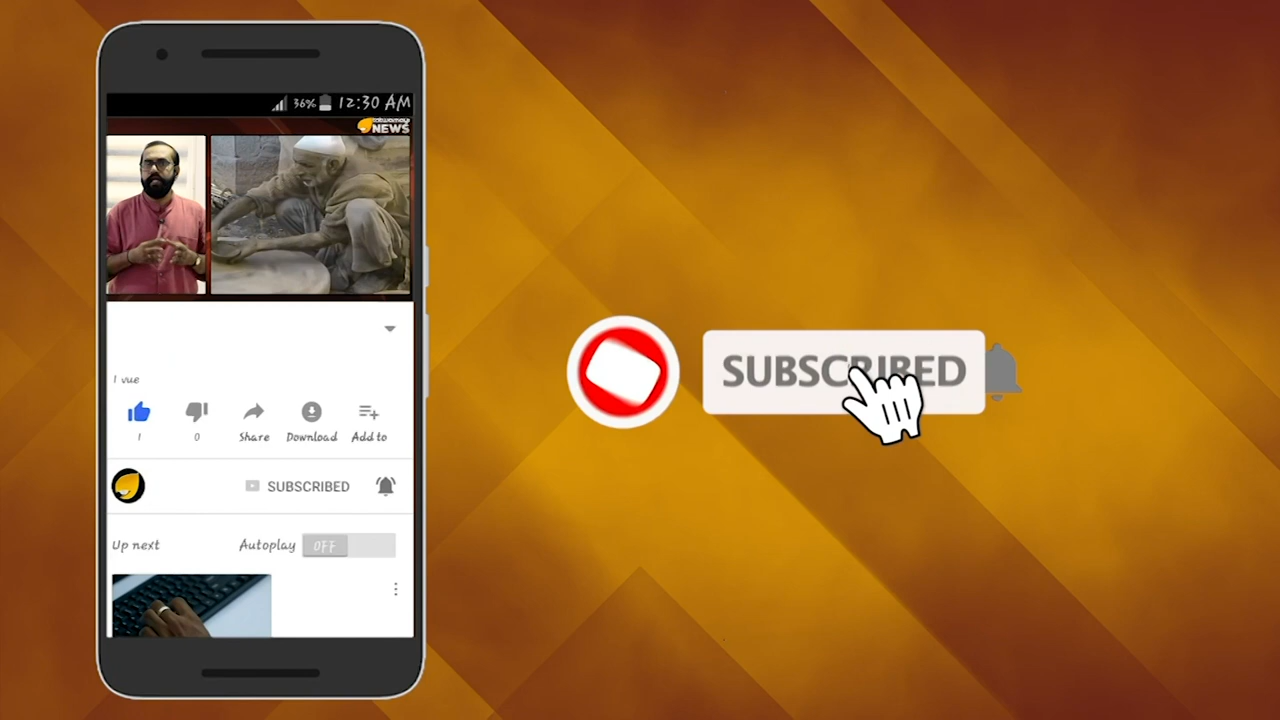 36% 12:30 AM
NEWS
1 vue
1
0
Share
Download
Add to
SUBSCRIBED
Up next
Autoplay
OFF
SUBSCRIBED